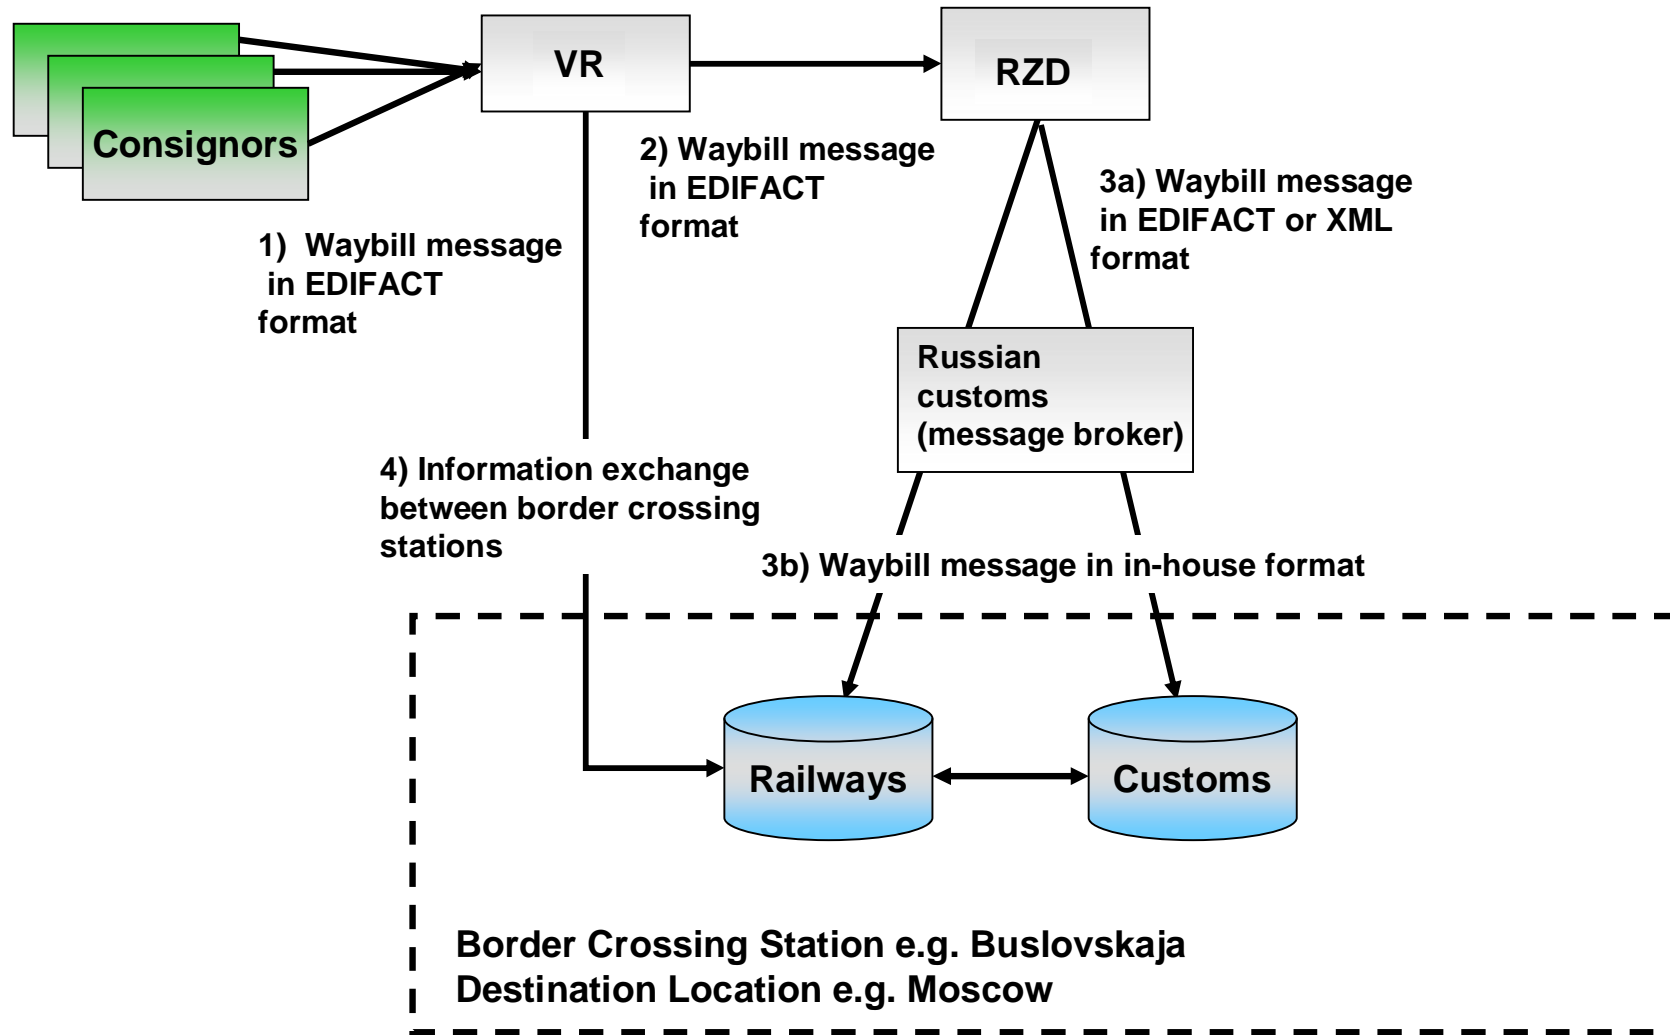 VR
RZD
Consignors
2) Waybill message
in EDIFACT
format
3a) Waybill message
in EDIFACT or XML
format
1) Waybill message
in EDIFACT
format
Russian
customs
(message broker)
4) Information exchange
between border crossing
stations
3b) Waybill message in in-house format
Railways
Customs
Border Crossing Station e.g. Buslovskaja
Destination Location e.g. Moscow